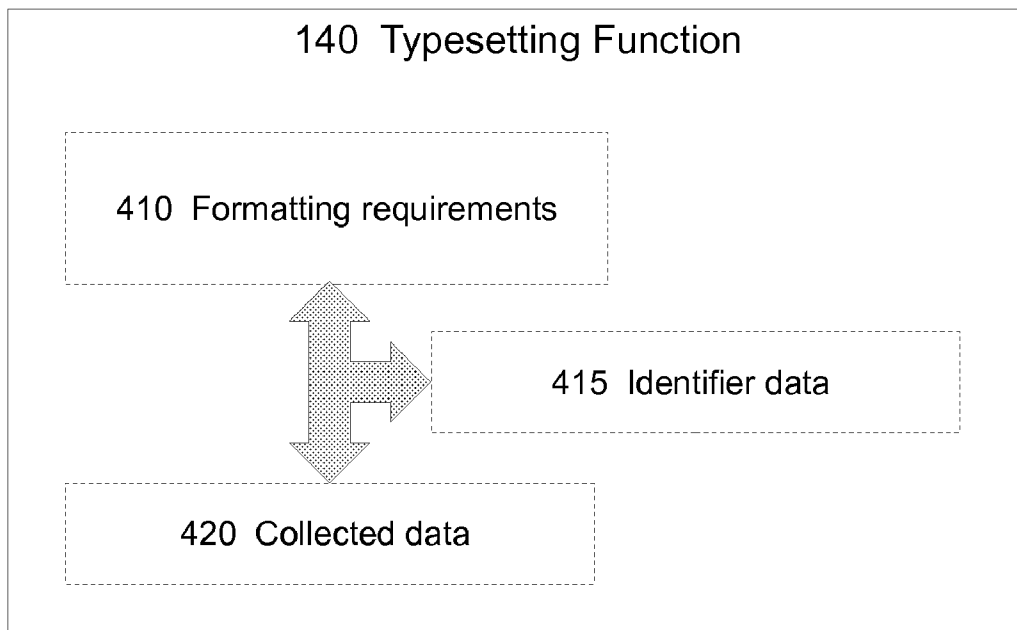 140 Typesetting Function
410 Formatting requirements
415 Identifier data
420 Collected data